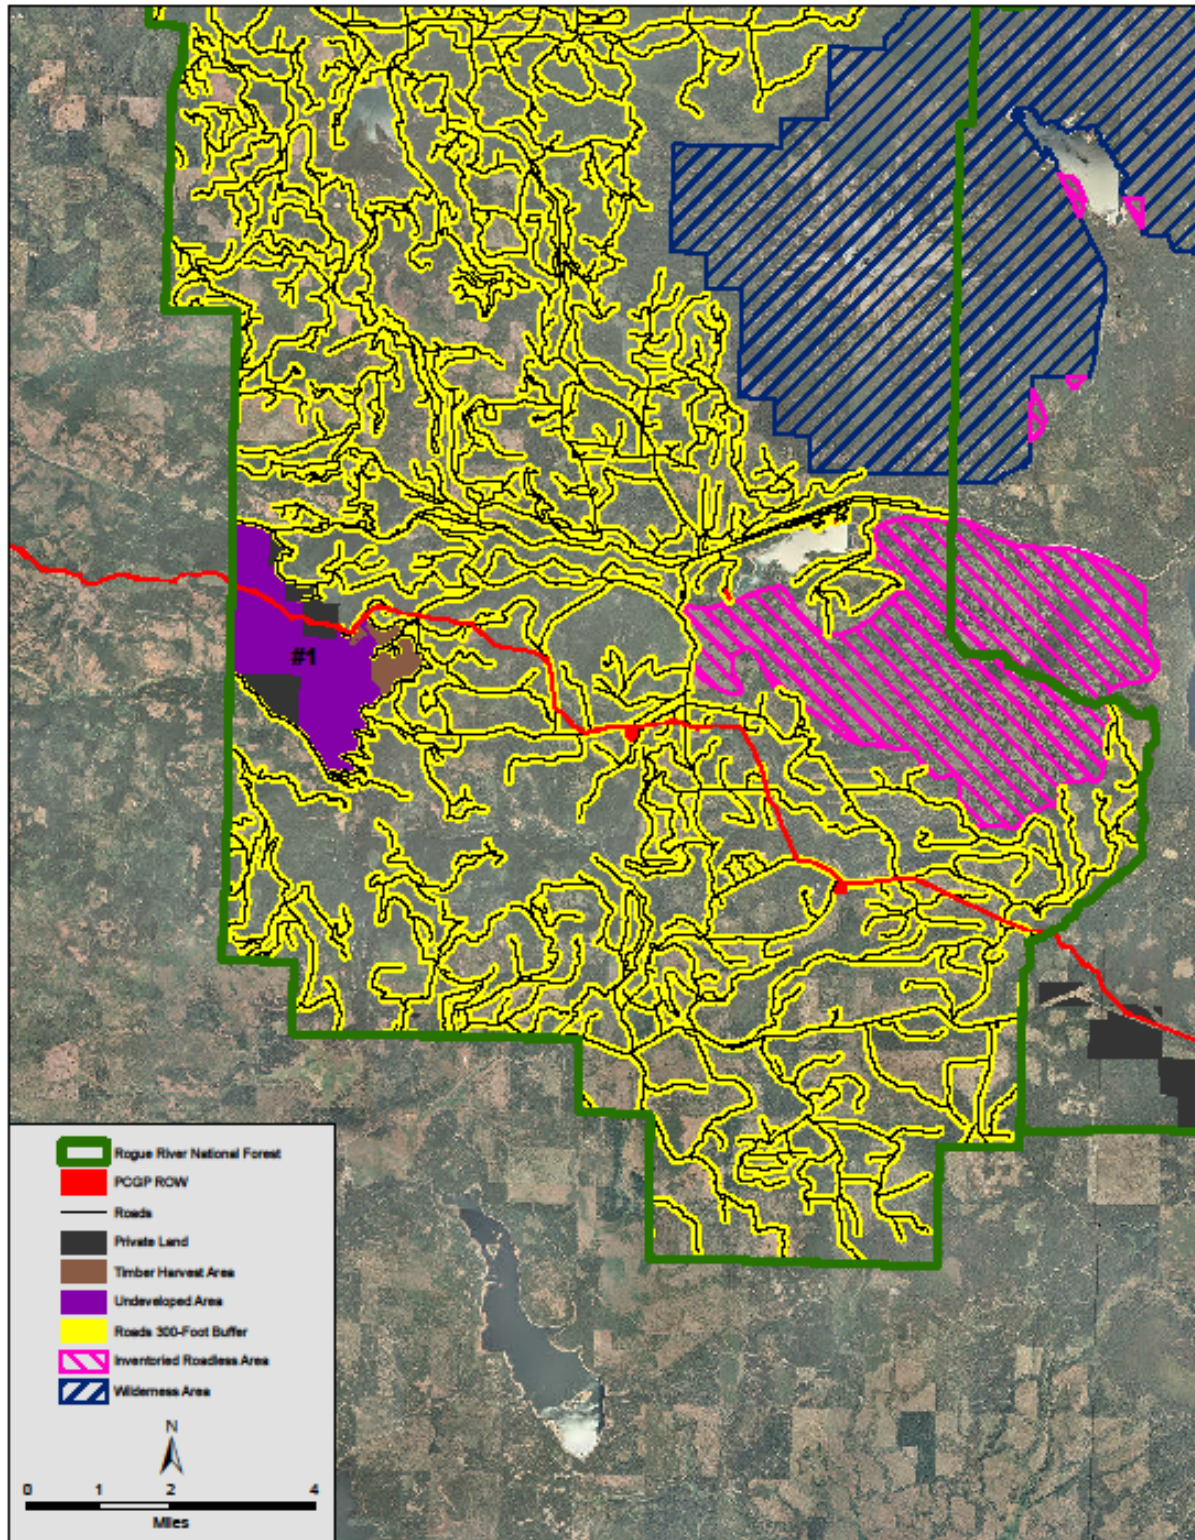 #1
Rogue River National Forest
PCGP ROW
Roads
Private Land
Timber Harvest Area
Undeveloped Area
Roads 300-Foot Buffer
Inventoried Roadless Area
Wilderness Area
N
0 1 2 4
Miles